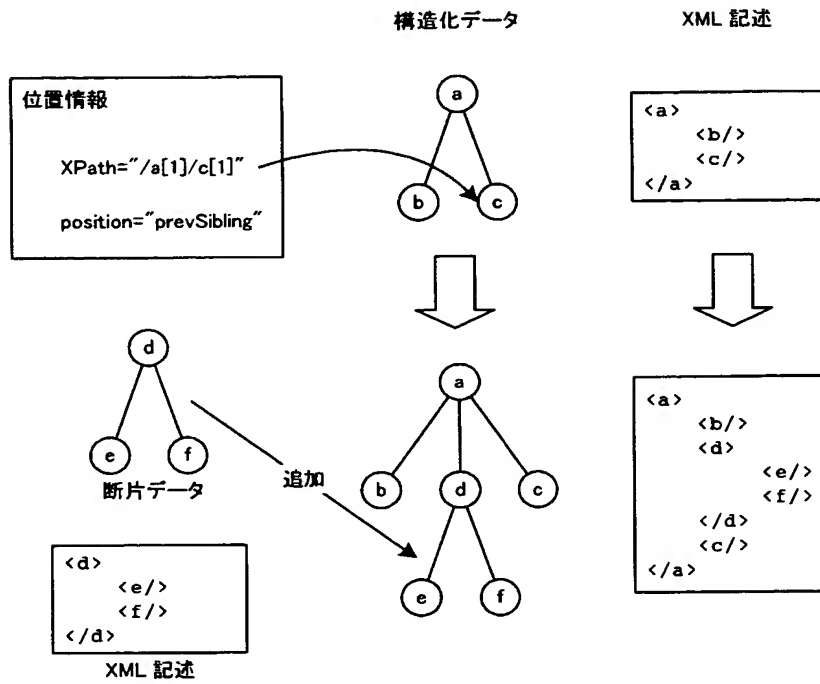 構造化データ
XML 記述
位置情報
XPath="/a[1]/c[1]"
position="prevSibling"
a
b
c
<a>
<b/>
<c/>
</a>
d
e
f
断片データ
追加
a
b
d
c
e
f
<a>
<b/>
<d>
<e/>
<f/>
</d>
<c/>
</a>
<d>
<e/>
<f/>
</d>
XML 記述